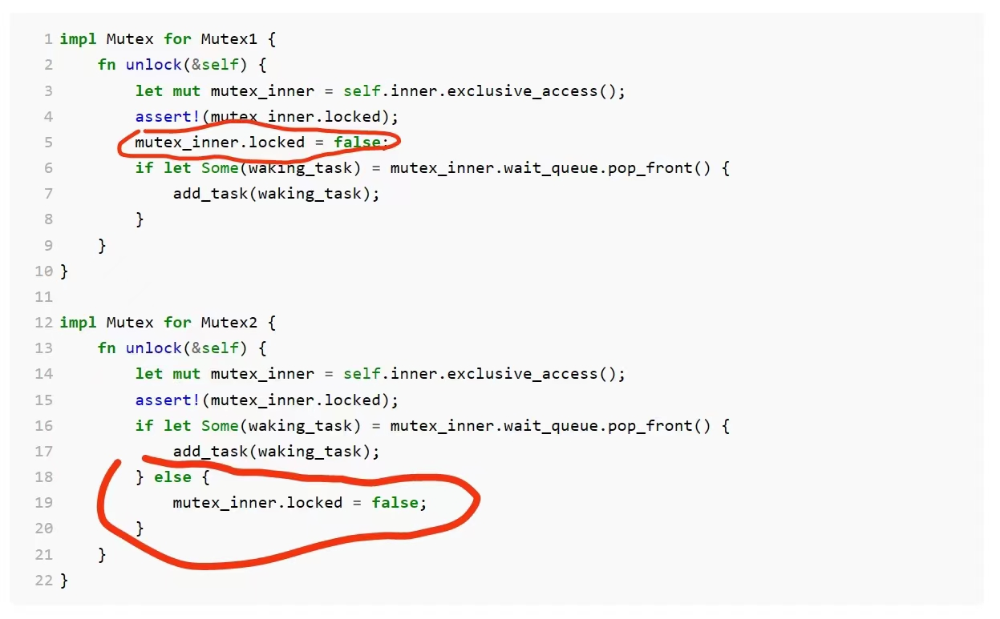 1 impl Mutex for Mutex1 {
2 fn unlock(&self) {
3 let mut mutex_inner = self.inner.exclusive_access();
4 assert!(mutex_inner.locked);
5 mutex_inner.locked = false;
6 if let Some(waking_task) = mutex_inner.wait_queue.pop_front() {
7 add_task(waking_task);
8 }
9 }
10 }
11
12 impl Mutex for Mutex2 {
13 fn unlock(&self) {
14 let mut mutex_inner = self.inner.exclusive_access();
15 assert!(mutex_inner.locked);
16 if let Some(waking_task) = mutex_inner.wait_queue.pop_front() {
17 add_task(waking_task);
18 } else {
19 mutex_inner.locked = false;
20 }
21 }
22 }